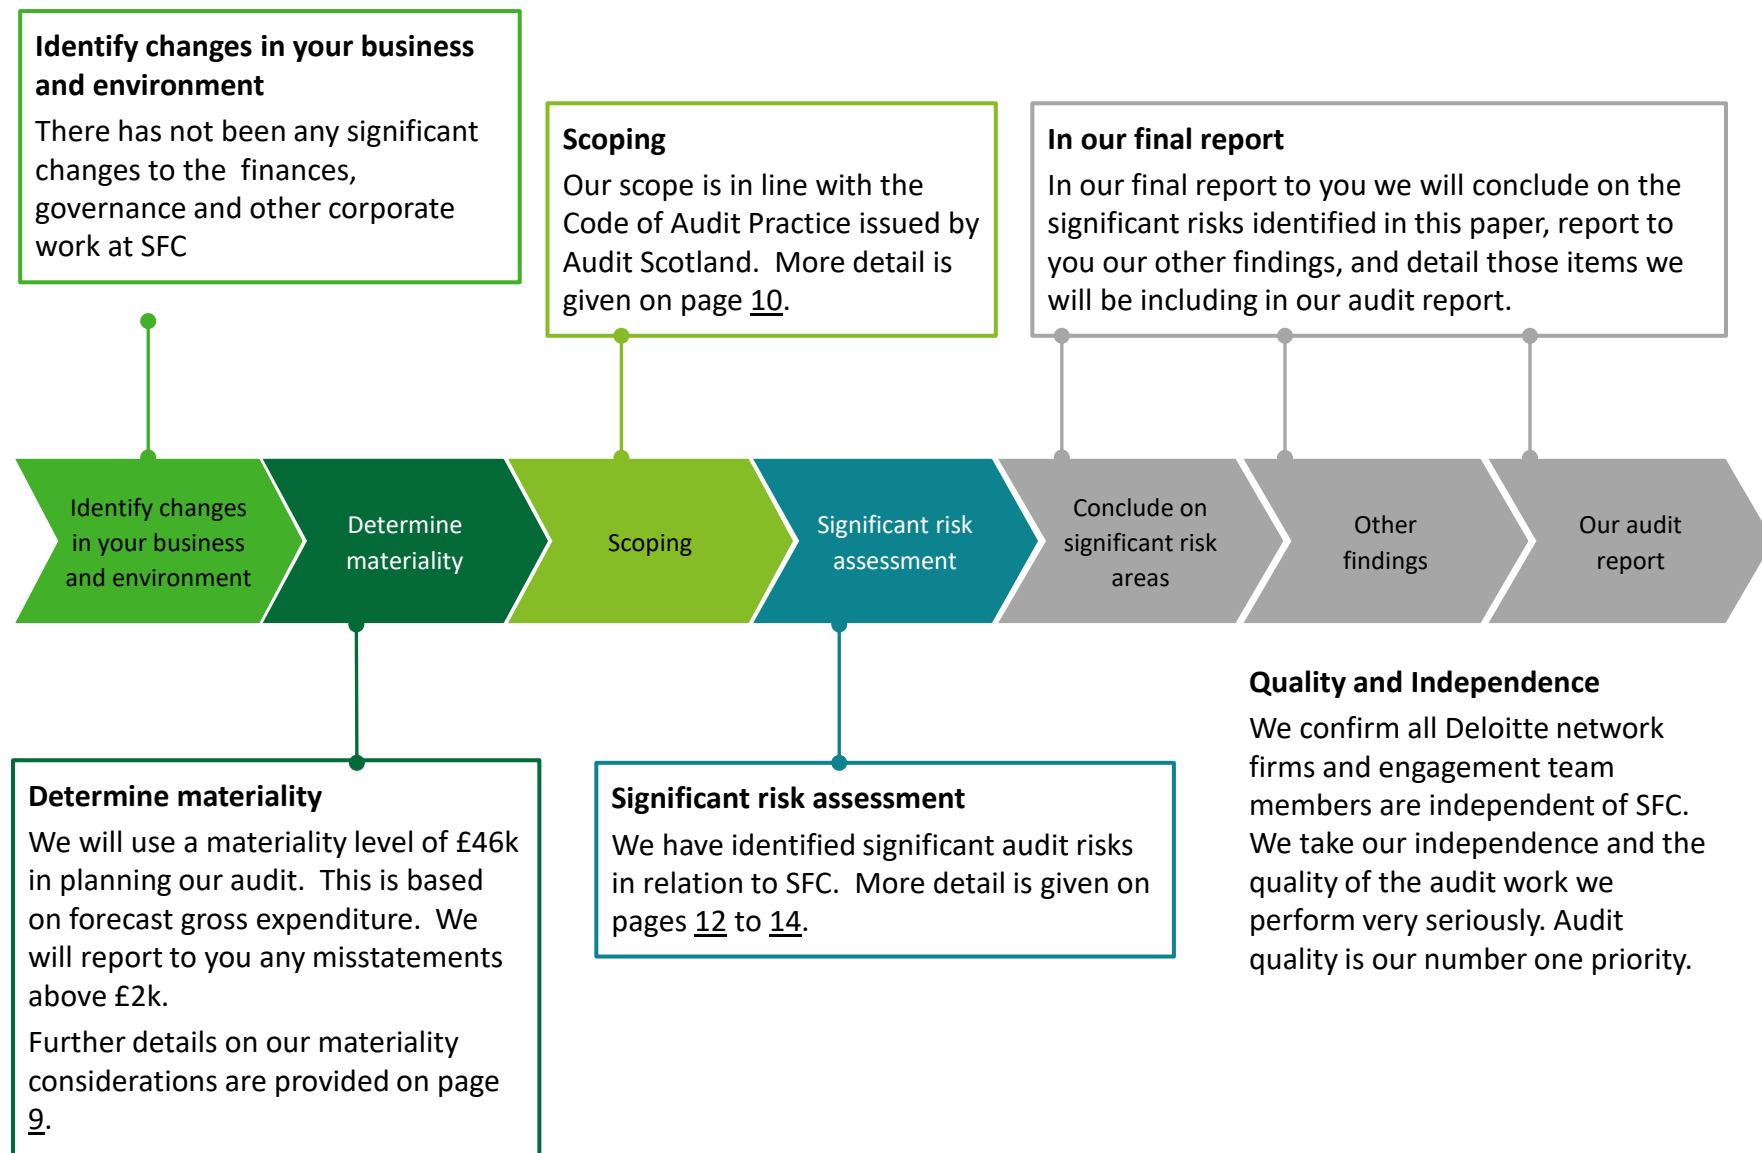 Identify changes in your business
and environment
There has not been any significant
changes to the  finances,
governance and other corporate
work at SFC
Scoping
Our scope is in line with the
Code of Audit Practice issued by
Audit Scotland.  More detail is
given on page 10.
In our final report
In our final report to you we will conclude on the
significant risks identified in this paper, report to
you our other findings, and detail those items we
will be including in our audit report.
Identify changes
in your business
and environment
Determine
materiality
Scoping
Significant risk
assessment
Conclude on
significant risk
areas
Other
findings
Our audit
report
Determine materiality
We will use a materiality level of £46k
in planning our audit.  This is based
on forecast gross expenditure.  We
will report to you any misstatements
above £2k.
Further details on our materiality
considerations are provided on page
9.
Significant risk assessment
We have identified significant audit risks
in relation to SFC.  More detail is given on
pages 12 to 14.
Quality and Independence
We confirm all Deloitte network
firms and engagement team
members are independent of SFC.
We take our independence and the
quality of the audit work we
perform very seriously. Audit
quality is our number one priority.